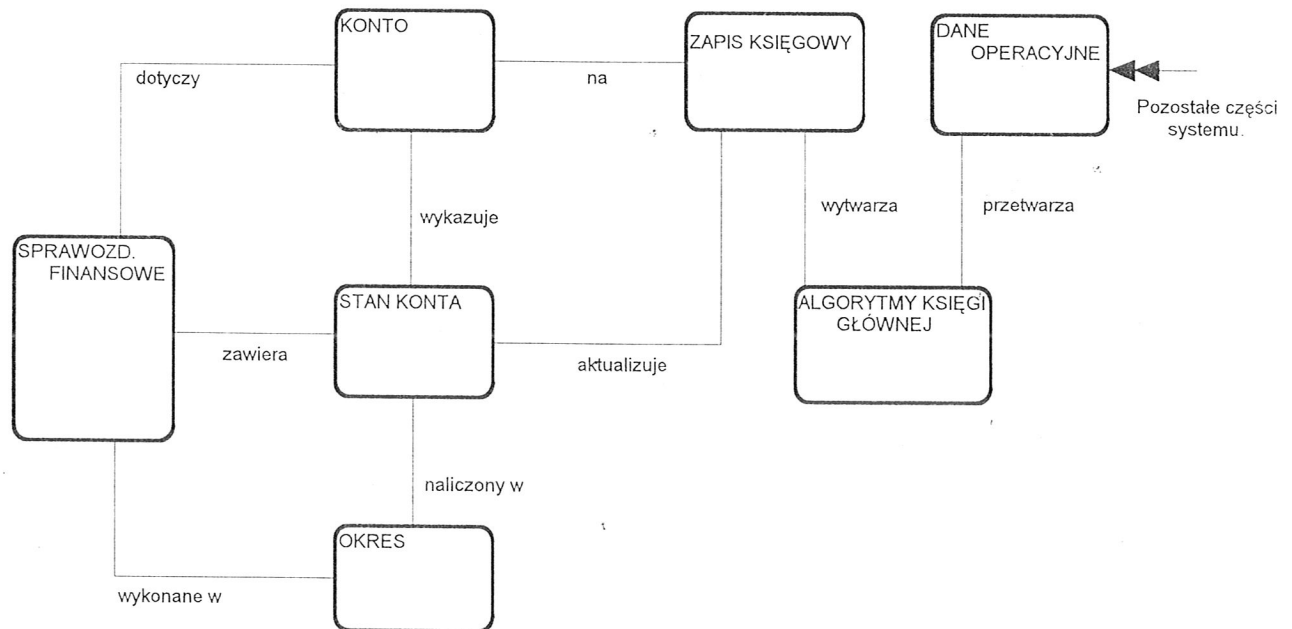 KONTO
ZAPIS KSIĘGOWY
DANE
OPERACYJNE
dotyczy
na
Pozostałe części
systemu.
wykazuje
wytwarza
przetwarza
SPRAWOZD.
FINANSOWE
STAN KONTA
ALGORYTMY KSIĘGI
GŁÓWNEJ
zawiera
aktualizuje
naliczony w
OKRES
wykonane w